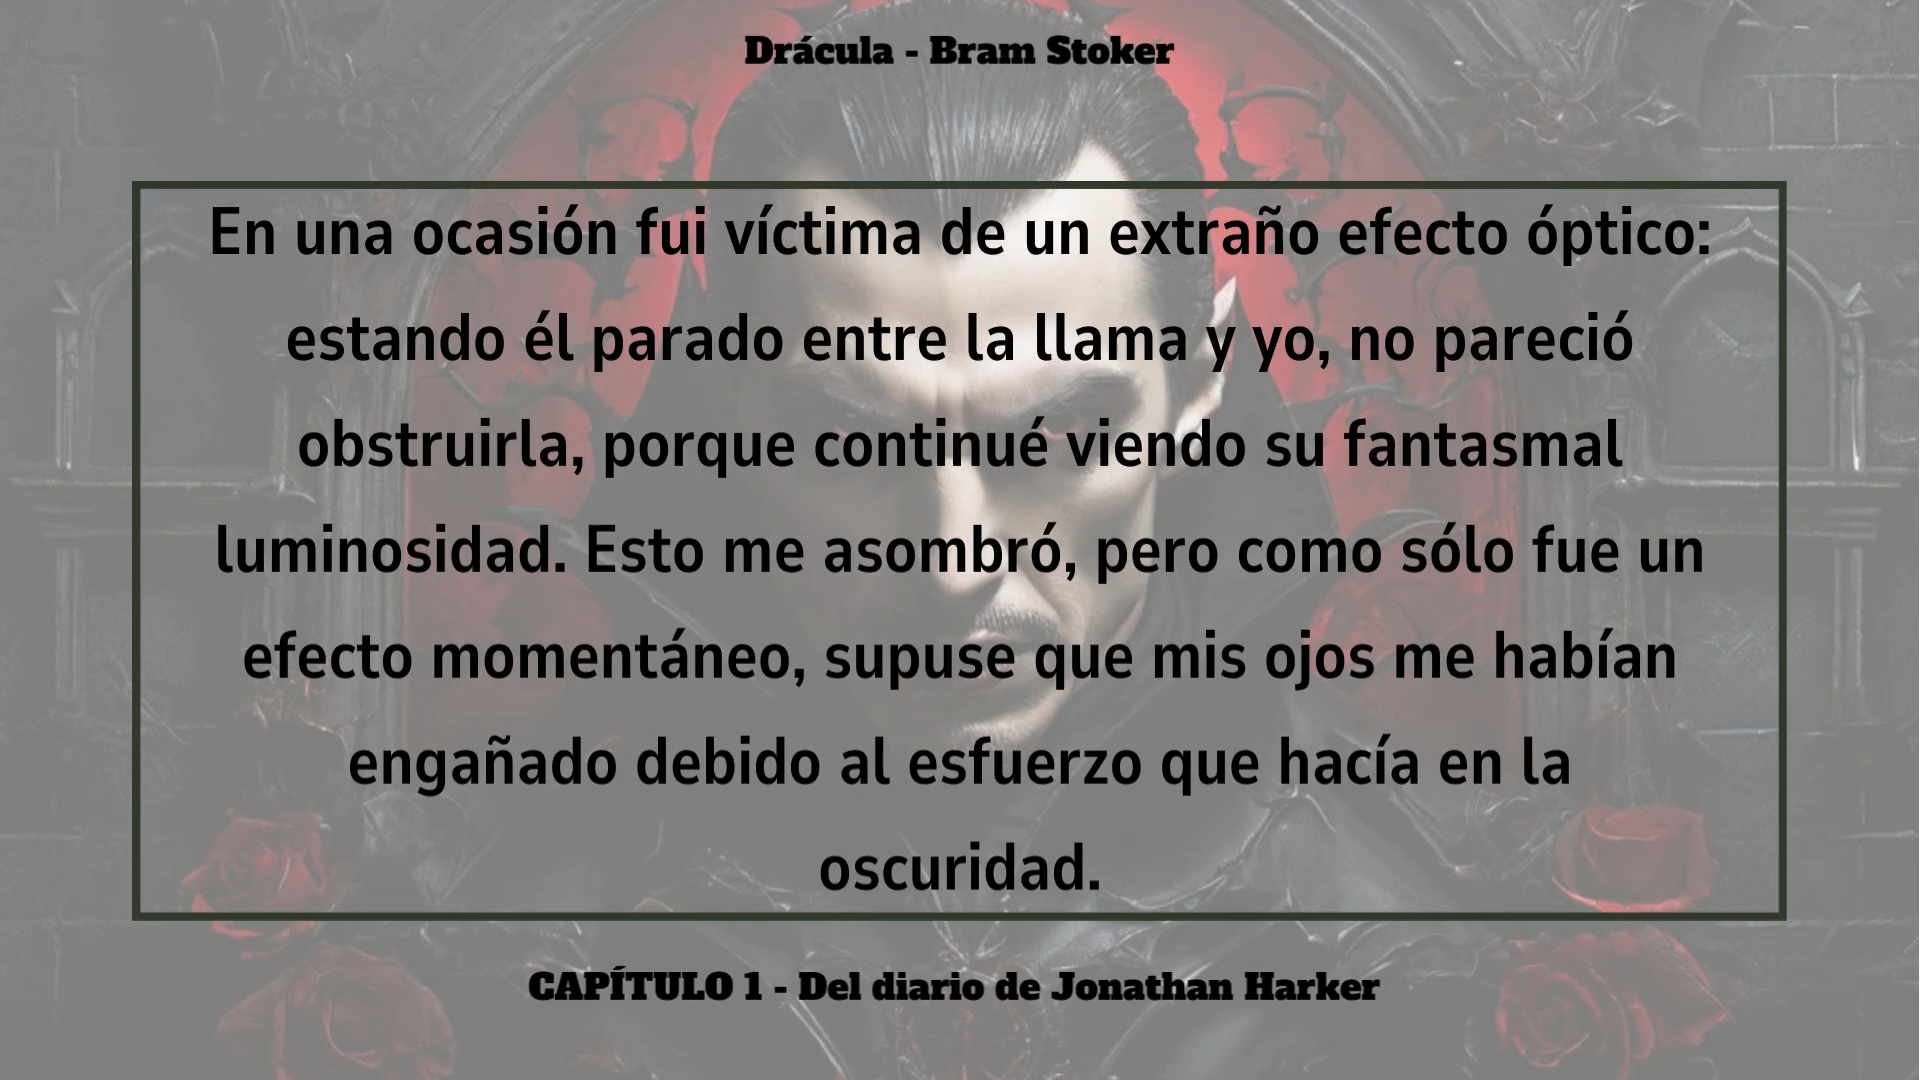 Drácula - Bram Stoker
En una ocasión fui víctima de un extraño efecto óptico:
estando él parado entre la llama y yo, no pareció
obstruirla, porque continué viendo su fantasmal
luminosidad. Esto me asombró, pero como sólo fue un
efecto momentáneo, supuse que mis ojos me habían
engañado debido al esfuerzo que hacía en la
oscuridad.
CAPÍTULO 1 - Del diario de Jonathan Harker